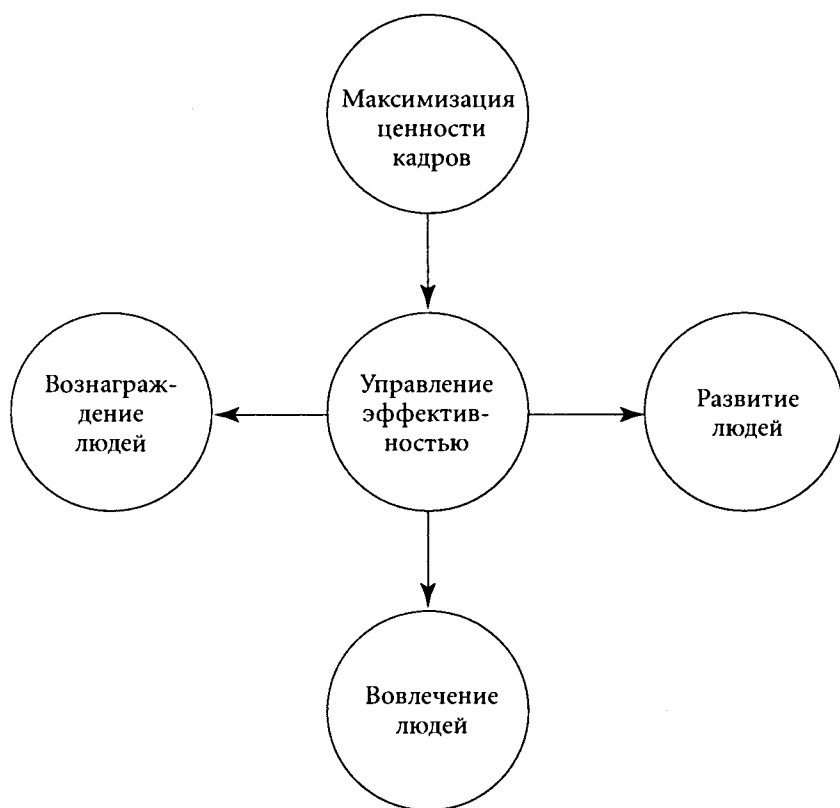 Максимизация
ценности
кадров
Вознаграж-
дение
людей
Управление
эффектив-
ностью
Развитие
людей
Вовлечение
людей